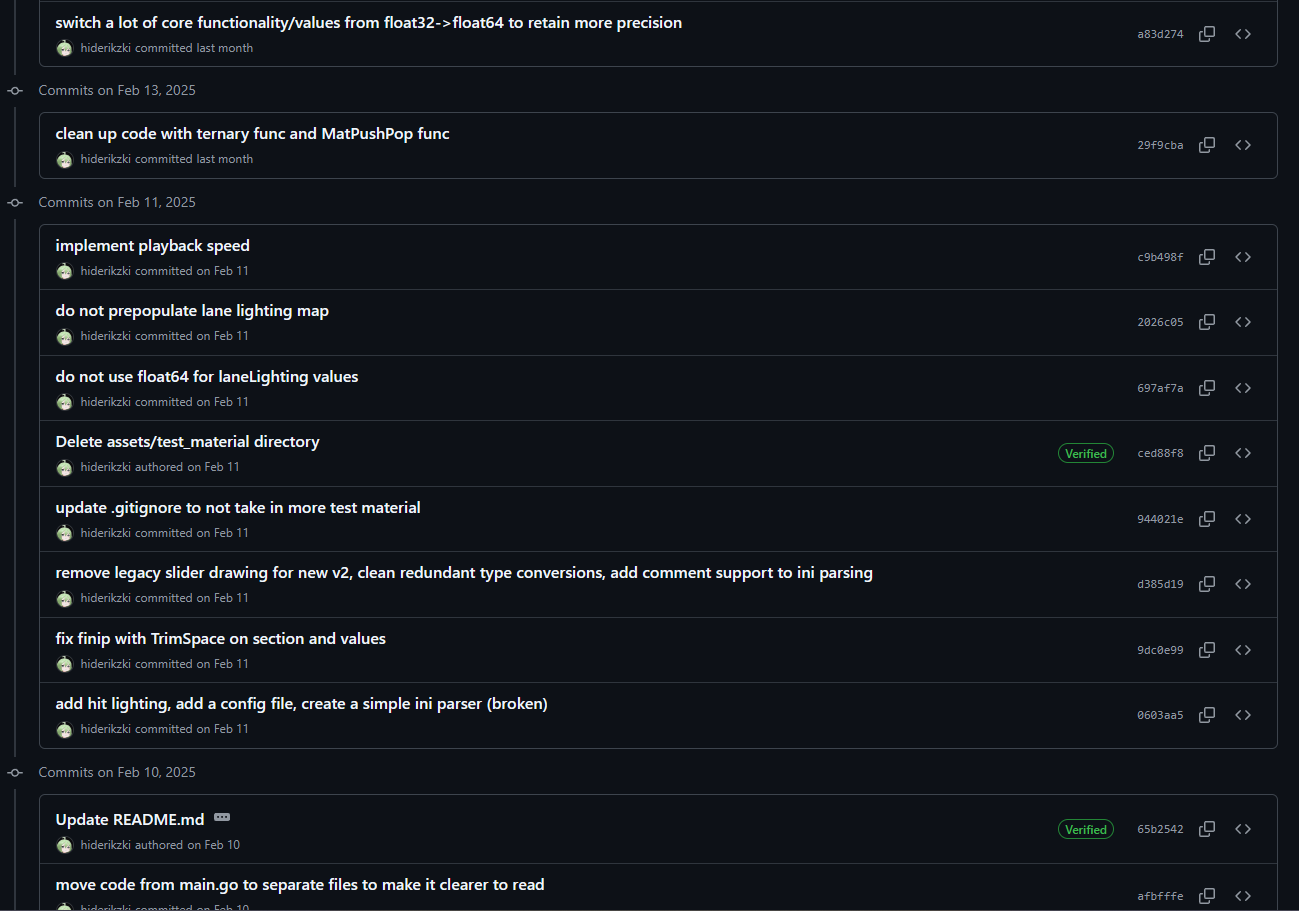 switch a lot of core functionality/values from float32->float64 to retain more precision
a83d274
hiderikzki committed last month
Commits on Feb 13, 2025
clean up code with ternary func and MatPushPop func
29f9cba
hiderikzki committed last month
Commits on Feb 11, 2025
implement playback speed
c9b498f
hiderikzki committed on Feb 11
do not prepopulate lane lighting map
2026c05
hiderikzki committed on Feb 11
do not use float64 for laneLighting values
697af7a
hiderikzki committed on Feb 11
Delete assets/test_material directory
Verified ced88f8
hiderikzki authored on Feb 11
update .gitignore to not take in more test material
944021e
hiderikzki committed on Feb 11
remove legacy slider drawing for new v2, clean redundant type conversions, add comment support to ini parsing
d385d19
hiderikzki committed on Feb 11
fix finip with TrimSpace on section and values
9dc0e99
hiderikzki committed on Feb 11
add hit lighting, add a config file, create a simple ini parser (broken)
0603aa5
hiderikzki committed on Feb 11
Commits on Feb 10, 2025
Update README.md
Verified 65b2542
hiderikzki authored on Feb 10
move code from main.go to separate files to make it clearer to read
afbfffe
hiderikzki committed on Feb 10